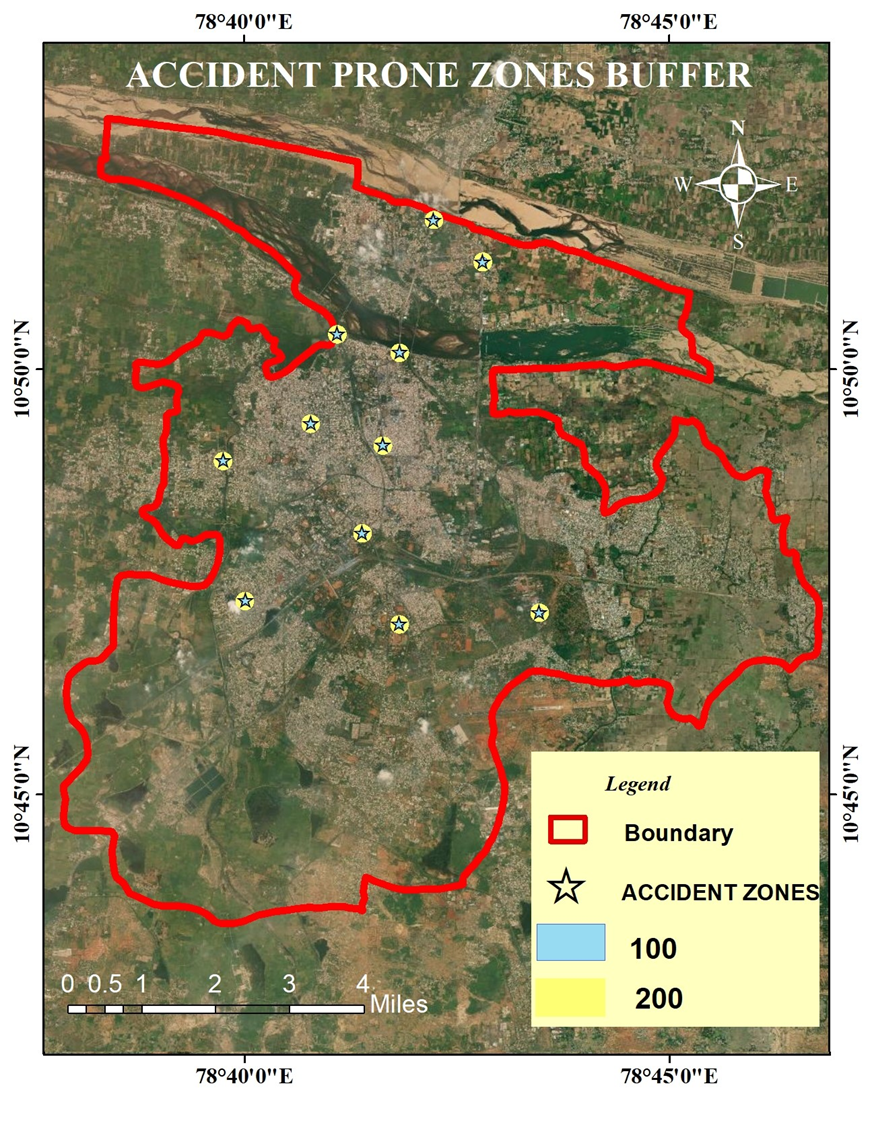 78°40'0"E 78°45'0"E
ACCIDENT PRONE ZONES BUFFER
N
W E
S
10°50'0"N 10°50'0"N
10°45'0"N 10°45'0"N
Legend
Boundary
ACCIDENT ZONES
100
200
0 0.5 1 2 3 4
Miles
78°40'0"E 78°45'0"E